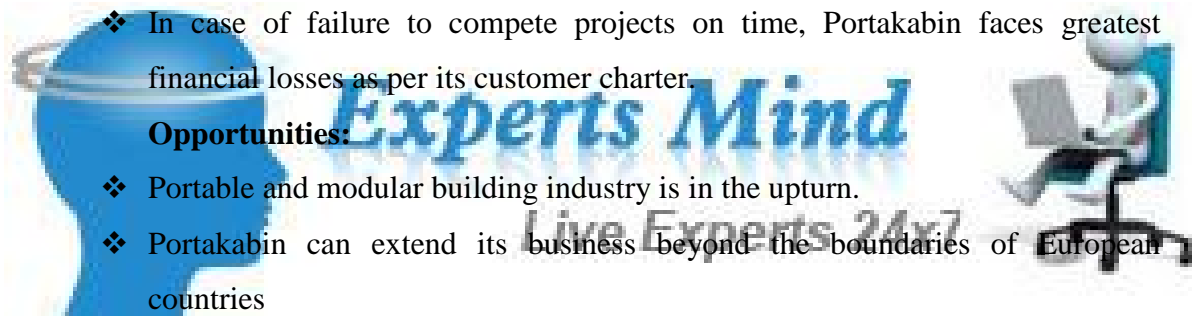 ❖ In case of failure to compete projects on time, Portakabin faces greatest
financial losses as per its customer charter.
Experts Mind
Opportunities:
❖ Portable and modular building industry is in the upturn.
Live Experts 24x7
❖ Portakabin can extend its business beyond the boundaries of European
countries